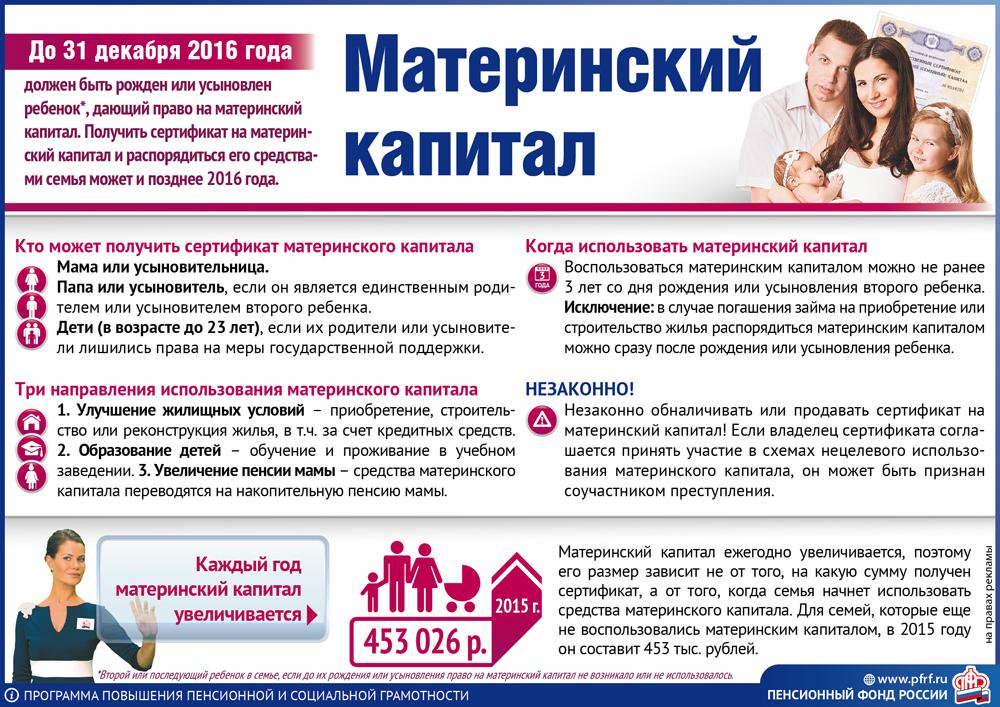 До 31 декабря 2016 года
должен быть рожден или усыновлен
ребенок*, дающий право на материнский
капитал. Получить сертификат на материн-
ский капитал и распорядиться его средства-
ми семья может и позднее 2016 года.
Материнский
капитал
Кто может получить сертификат материнского капитала
Мама или усыновительница.
Папа или усыновитель, если он является единственным роди-
телем или усыновителем второго ребенка.
Дети (в возрасте до 23 лет), если их родители или усыновите-
ли лишились права на меры государственной поддержки.
Когда использовать материнский капитал
3
ГОДА
Воспользоваться материнским капиталом можно не ранее
3 лет со дня рождения или усыновления второго ребенка.
Исключение: в случае погашения займа на приобретение или
строительство жилья распорядиться материнским капиталом
можно сразу после рождения или усыновления ребенка.
Три направления использования материнского капитала
1. Улучшение жилищных условий – приобретение, строитель-
ство или реконструкция жилья, в т.ч. за счет кредитных средств.
2. Образование детей – обучение и проживание в учебном
заведении. 3. Увеличение пенсии мамы – средства материнского
капитала переводятся на накопительную пенсию мамы.
НЕЗАКОННО!
Незаконно обналичивать или продавать сертификат на
материнский капитал! Если владелец сертификата согла-
шается принять участие в схемах нецелевого использо-
вания материнского капитала, он может быть признан
соучастником преступления.
Каждый год
материнский капитал
увеличивается
2015 г.
453 026 р.
Материнский капитал ежегодно увеличивается, поэтому
его размер зависит не от того, на какую сумму получен
сертификат, а от того, когда семья начнет использовать
средства материнского капитала. Для семей, которые еще
не воспользовались материнским капиталом, в 2015 году
он составит 453 тыс. рублей.
на правах рекламы
*Второй или последующий ребенок в семье, если до их рождения или усыновления право на материнский капитал не возникало или не использовалось.
ПРОГРАММА ПОВЫШЕНИЯ ПЕНСИОННОЙ И СОЦИАЛЬНОЙ ГРАМОТНОСТИ
www.pfrf.ru
ПЕНСИОННЫЙ ФОНД РОССИИ